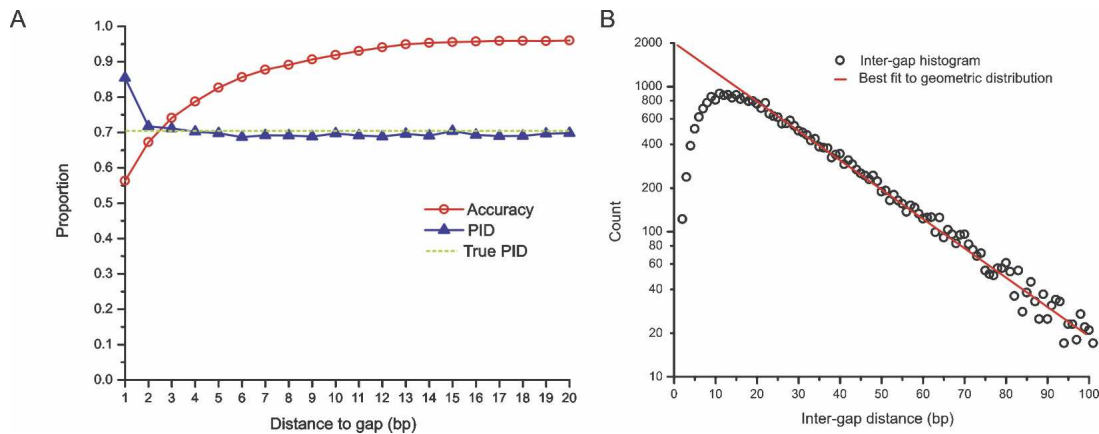 A
1.0
0.9
0.8
0.7
0.6
0.5
0.4
0.3
0.2
0.1
0.0
Proportion
Accuracy
PID
True PID
1 2 3 4 5 6 7 8 9 10 11 12 13 14 15 16 17 18 19 20
Distance to gap (bp)
B
2000
1000
800
600
400
200
100
80
60
40
20
10
Count
Inter-gap histogram
Best fit to geometric distribution
0 10 20 30 40 50 60 70 80 90 100
Inter-gap distance (bp)